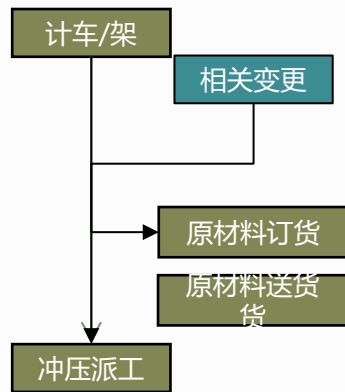 计车/架
相关变更
原材料订货
原材料送货
货
冲压派工